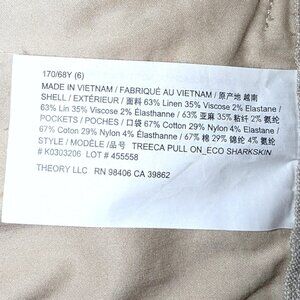 170/68Y (6)
MADE IN VIETNAM / FABRIQUÉ AU VIETNAM / 原产地 越南
SHELL / EXTÉRIEUR / 面料 63% Linen 35% Viscose 2% Elastane /
63% Lin 35% Viscose 2% Élasthanne / 63% 亚麻 35% 粘纤 2% 氨纶
POCKETS / POCHES / 口袋 67% Cotton 29% Nylon 4% Elastane /
67% Coton 29% Nylon 4% Élasthanne / 67% 棉 29% 锦纶 4% 氨纶
STYLE / MODÈLE /品号 TREECA PULL ON_ECO SHARKSKIN
# K0303206 LOT # 455558
THEORY LLC RN 98406 CA 39862